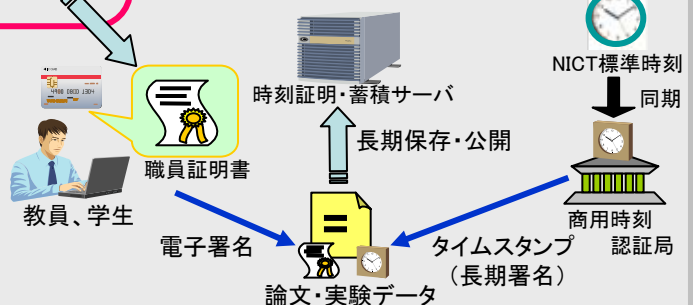 NICT標準時刻
時刻証明・蓄積サーバ
同期
長期保存・公開
職員証明書
教員、学生
商用時刻
認証局
電子署名
タイムスタンプ
（長期署名）
論文・実験データ